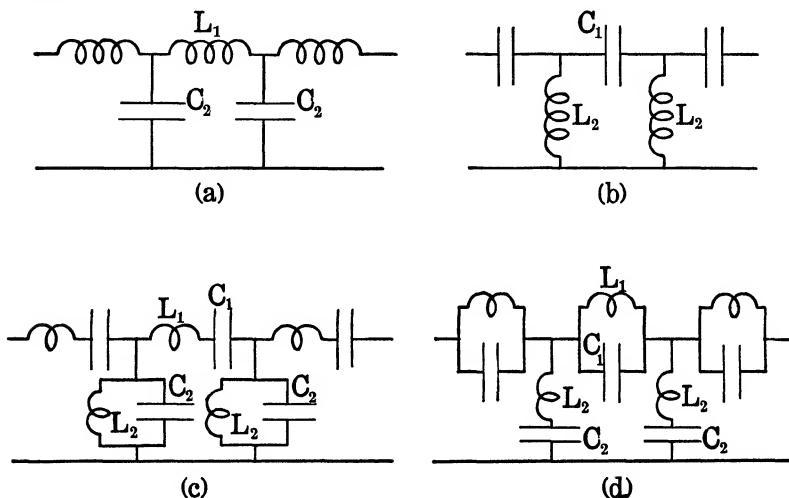 L₁
C₂ C₂
(a)
C₁
L₂ L₂
(b)
L₁ C₁
C₂ C₂
L₂ L₂
(c)
L₁
C₁
L₂ L₂
C₂ C₂
(d)